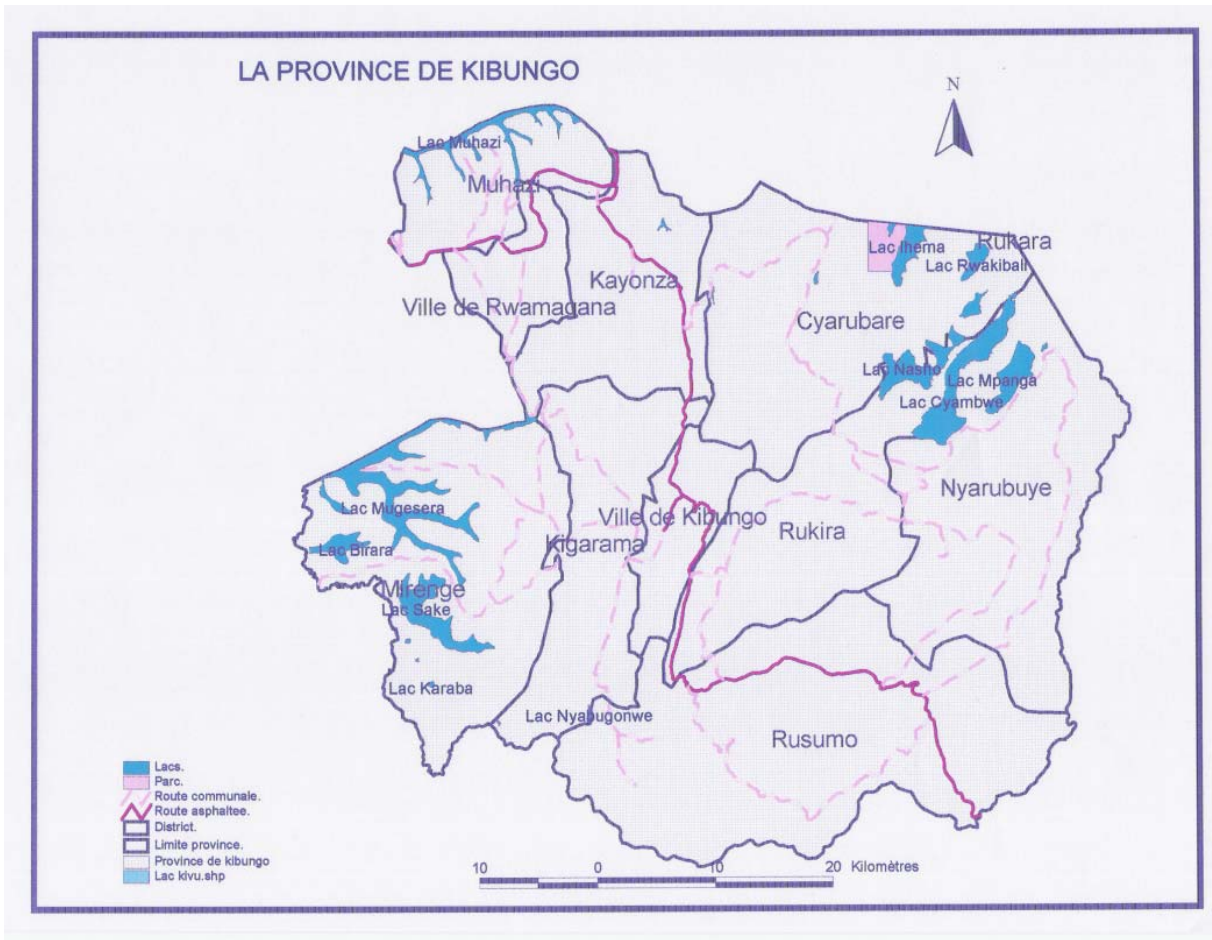 LA PROVINCE DE KIBUNGO
N
Lac Muhazi
Muhazi
Lac Ihema
Rukara
Lac Rwakibali
Kayonza
Ville de Rwamagana
Cyarubare
Lac Nasho
Lac Mpanga
Lac Cyambwe
Nyarubuye
Lac Mugesera
Ville de Kibungo
Rukira
Kigarama
Lac Birara
Mirenge
Lac Sake
Lac Karaba
Lac Nyabugonwe
Rusumo
Lacs.
Parc.
Route communale.
Route asphaltee.
District.
Limite province.
Province de kibungo
Lac kivu.shp
10 0 10 20 Kilomètres